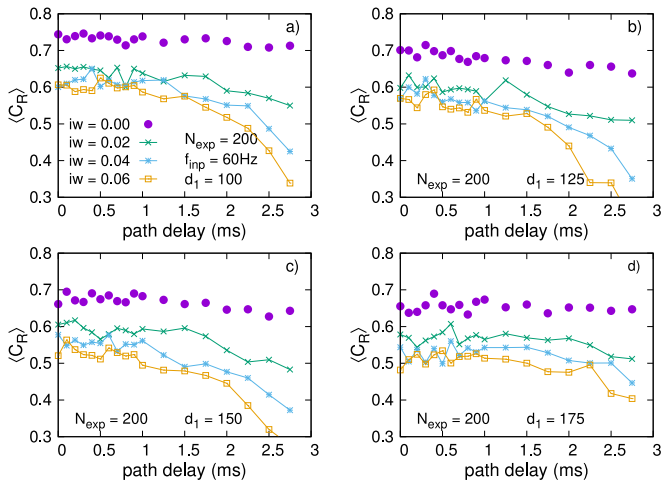 0.8
0.7
0.6
0.5
0.4
0.3
⟨C_R⟩
a)
iw = 0.00
iw = 0.02
iw = 0.04
iw = 0.06
N_exp = 200
f_inp = 60Hz
d_1 = 100
0 0.5 1 1.5 2 2.5 3
path delay (ms)
0.8
0.7
0.6
0.5
0.4
0.3
⟨C_R⟩
b)
N_exp = 200 d_1 = 125
0 0.5 1 1.5 2 2.5 3
path delay (ms)
0.8
0.7
0.6
0.5
0.4
0.3
⟨C_R⟩
c)
N_exp = 200 d_1 = 150
0 0.5 1 1.5 2 2.5 3
path delay (ms)
0.8
0.7
0.6
0.5
0.4
0.3
⟨C_R⟩
d)
N_exp = 200 d_1 = 175
0 0.5 1 1.5 2 2.5 3
path delay (ms)